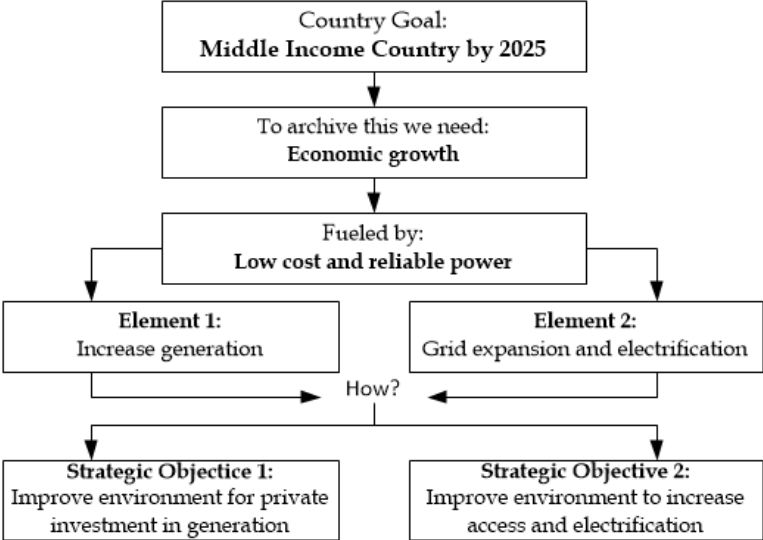 Country Goal:
Middle Income Country by 2025
To archive this we need:
Economic growth
Fueled by:
Low cost and reliable power
Element 1:
Increase generation
Element 2:
Grid expansion and electrification
How?
Strategic Objectice 1:
Improve environment for private
investment in generation
Strategic Objective 2:
Improve environment to increase
access and electrification